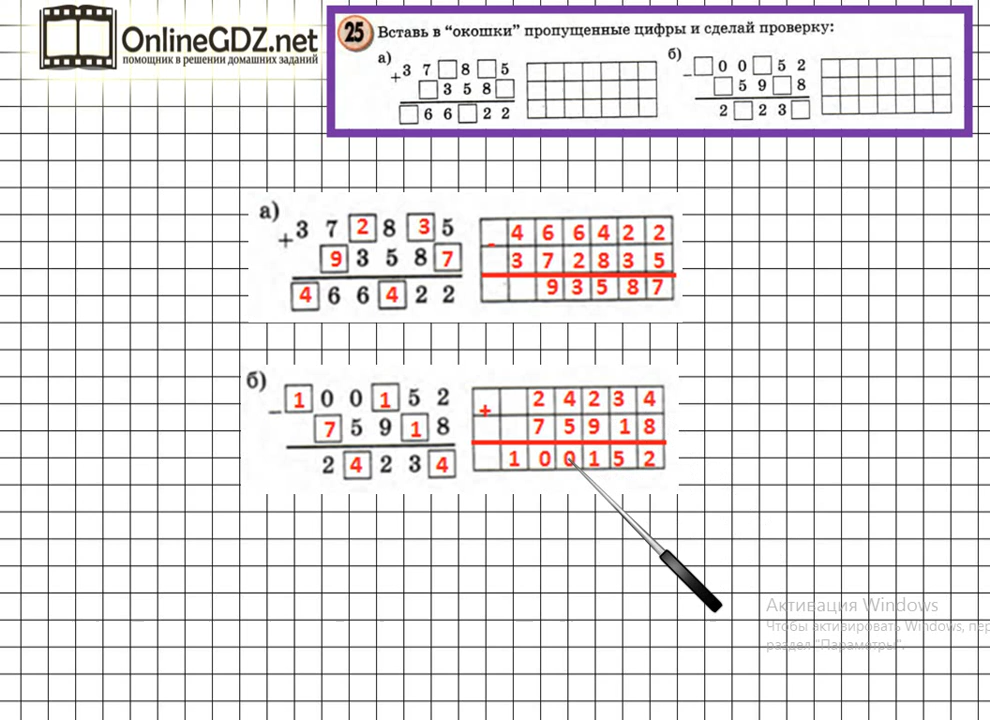 OnlineGDZ.net
помощник в решении домашних заданий
25 Вставь в "окошки" пропущенные цифры и сделай проверку:
а)
+ 3 7 □ 8 □ 5
□ 3 5 8 □
□ 6 6 □ 2 2
б)
− □ 0 0 □ 5 2
□ 5 9 □ 8
2 □ 2 3 □
а)
+ 3 7 2 8 3 5
9 3 5 8 7
4 6 6 4 2 2
- 4 6 6 4 2 2
3 7 2 8 3 5
9 3 5 8 7
б)
− 1 0 0 1 5 2
7 5 9 1 8
2 4 2 3 4
+ 2 4 2 3 4
7 5 9 1 8
1 0 0 1 5 2
Активация Windows
Чтобы активировать Windows, пер
раздел "Параметры".